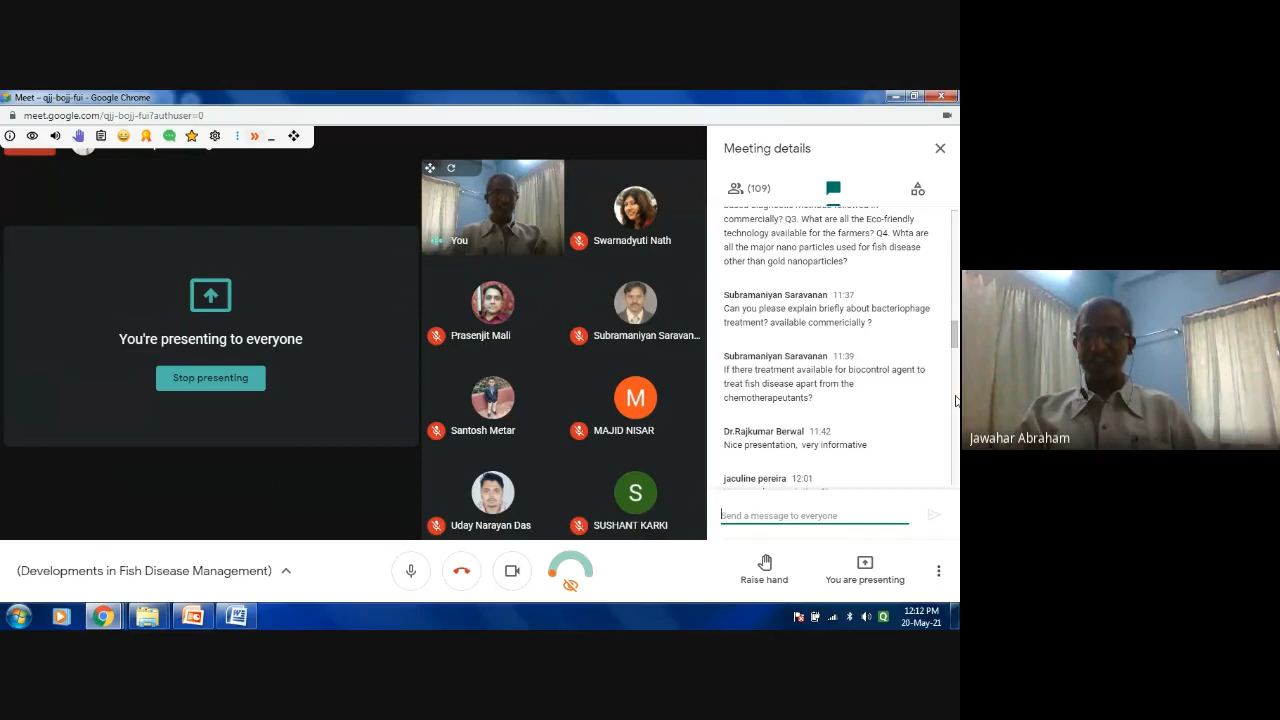 Meet – qjj-bojj-fui - Google Chrome
meet.google.com/qjj-bojj-fui?authuser=0
You're presenting to everyone
Stop presenting
You
Swarnadyuti Nath
Prasenjit Mali
Subramaniyan Saravan...
Santosh Metar
M
MAJID NISAR
Uday Narayan Das
S
SUSHANT KARKI
Meeting details
(109)
commercially? Q3. What are all the Eco-friendly
technology available for the farmers? Q4. Whta are
all the major nano particles used for fish disease
other than gold nanoparticles?
Subramaniyan Saravanan 11:37
Can you please explain briefly about bacteriophage
treatment? available commericially ?
Subramaniyan Saravanan 11:39
If there treatment available for biocontrol agent to
treat fish disease apart from the
chemotherapeutants?
Dr.Rajkumar Berwal 11:42
Nice presentation, very informative
jaculine pereira 12:01
Send a message to everyone
(Developments in Fish Disease Management)
Raise hand
You are presenting
12:12 PM
20-May-21
Jawahar Abraham